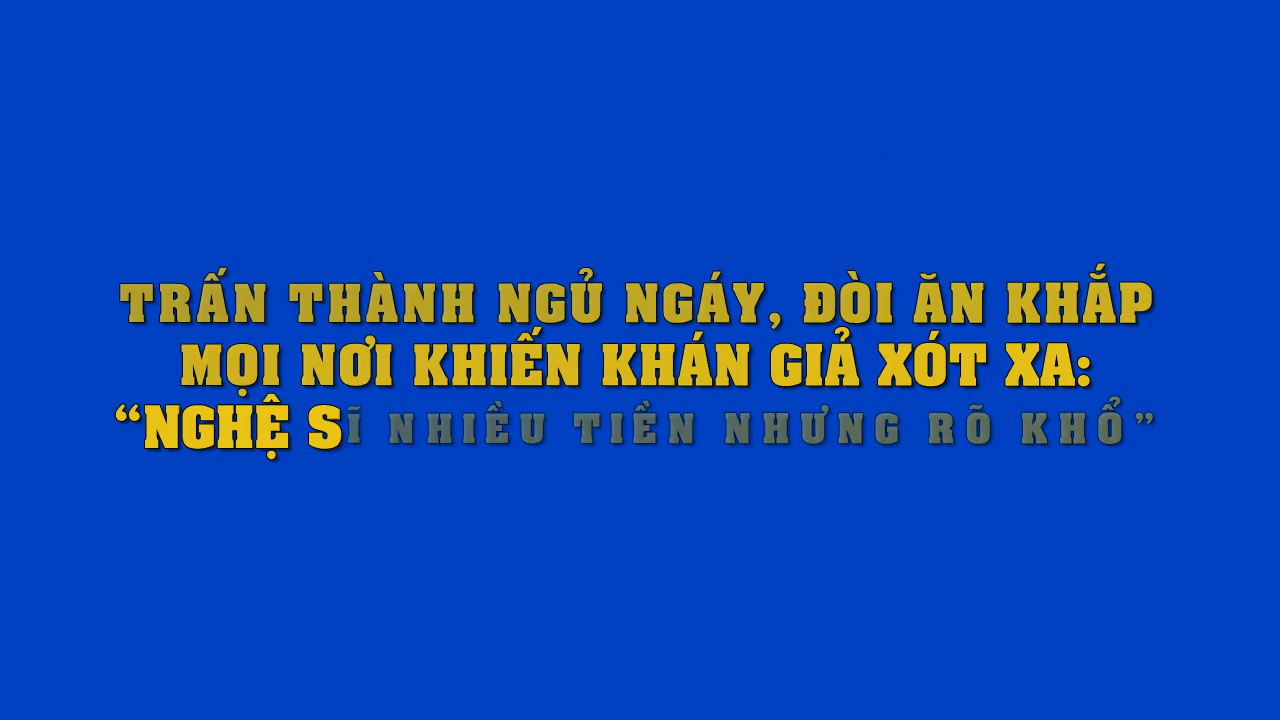 TRẤN THÀNH NGỦ NGÁY, ĐÒI ĂN KHẮP
MỌI NƠI KHIẾN KHÁN GIẢ XÓT XA:
“NGHỆ SĨ NHIỀU TIỀN NHƯNG RÕ KHỔ”